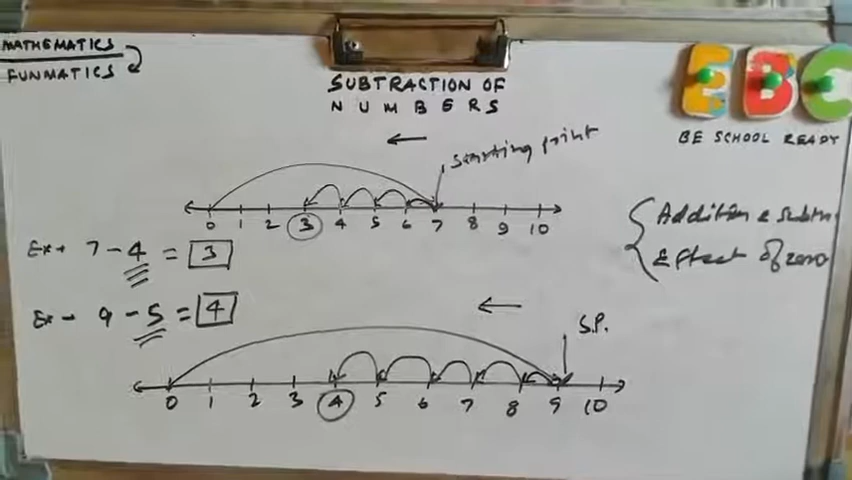 MATHEMATICS
FUNMATICS
SUBTRACTION OF
NUMBERS
EBC
BE SCHOOL READY
Starting point
0 1 2 3 4 5 6 7 8 9 10
Addition & subtn
Effect of zero
Ex → 7 - 4 = 3
Ex → 9 - 5 = 4
S.P.
0 1 2 3 4 5 6 7 8 9 10